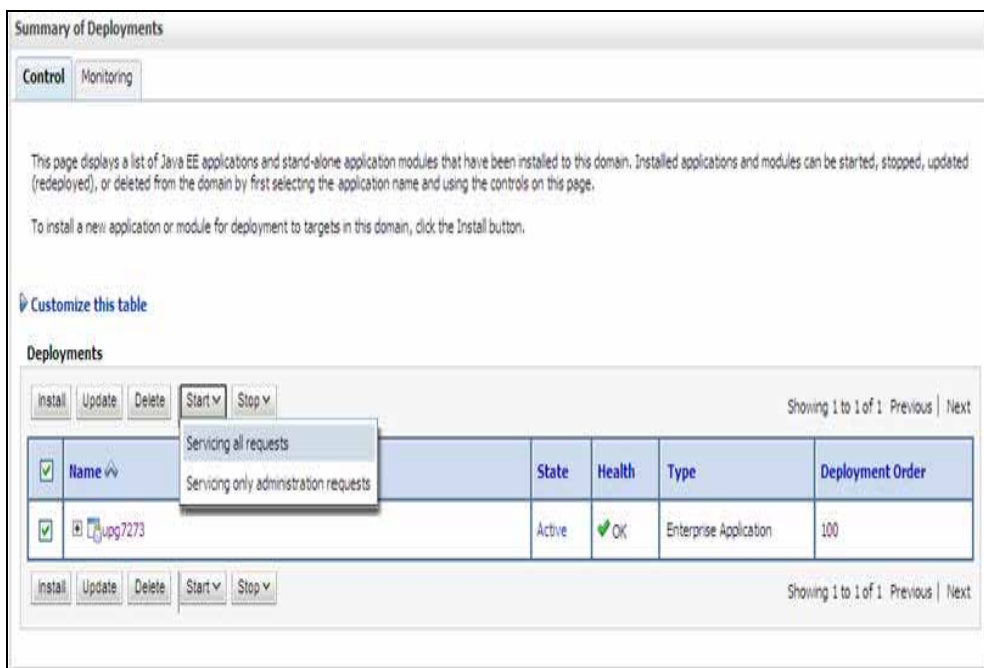 Summary of Deployments
Control Monitoring
This page displays a list of Java EE applications and stand-alone application modules that have been installed to this domain. Installed applications and modules can be started, stopped, updated
(redeployed), or deleted from the domain by first selecting the application name and using the controls on this page.
To install a new application or module for deployment to targets in this domain, click the Install button.
Customize this table
Deployments
Install Update Delete Start Stop Showing 1 to 1 of 1 Previous | Next
Servicing all requests
Servicing only administration requests
Name State Health Type Deployment Order
upg7273 Active OK Enterprise Application 100
Install Update Delete Start Stop Showing 1 to 1 of 1 Previous | Next